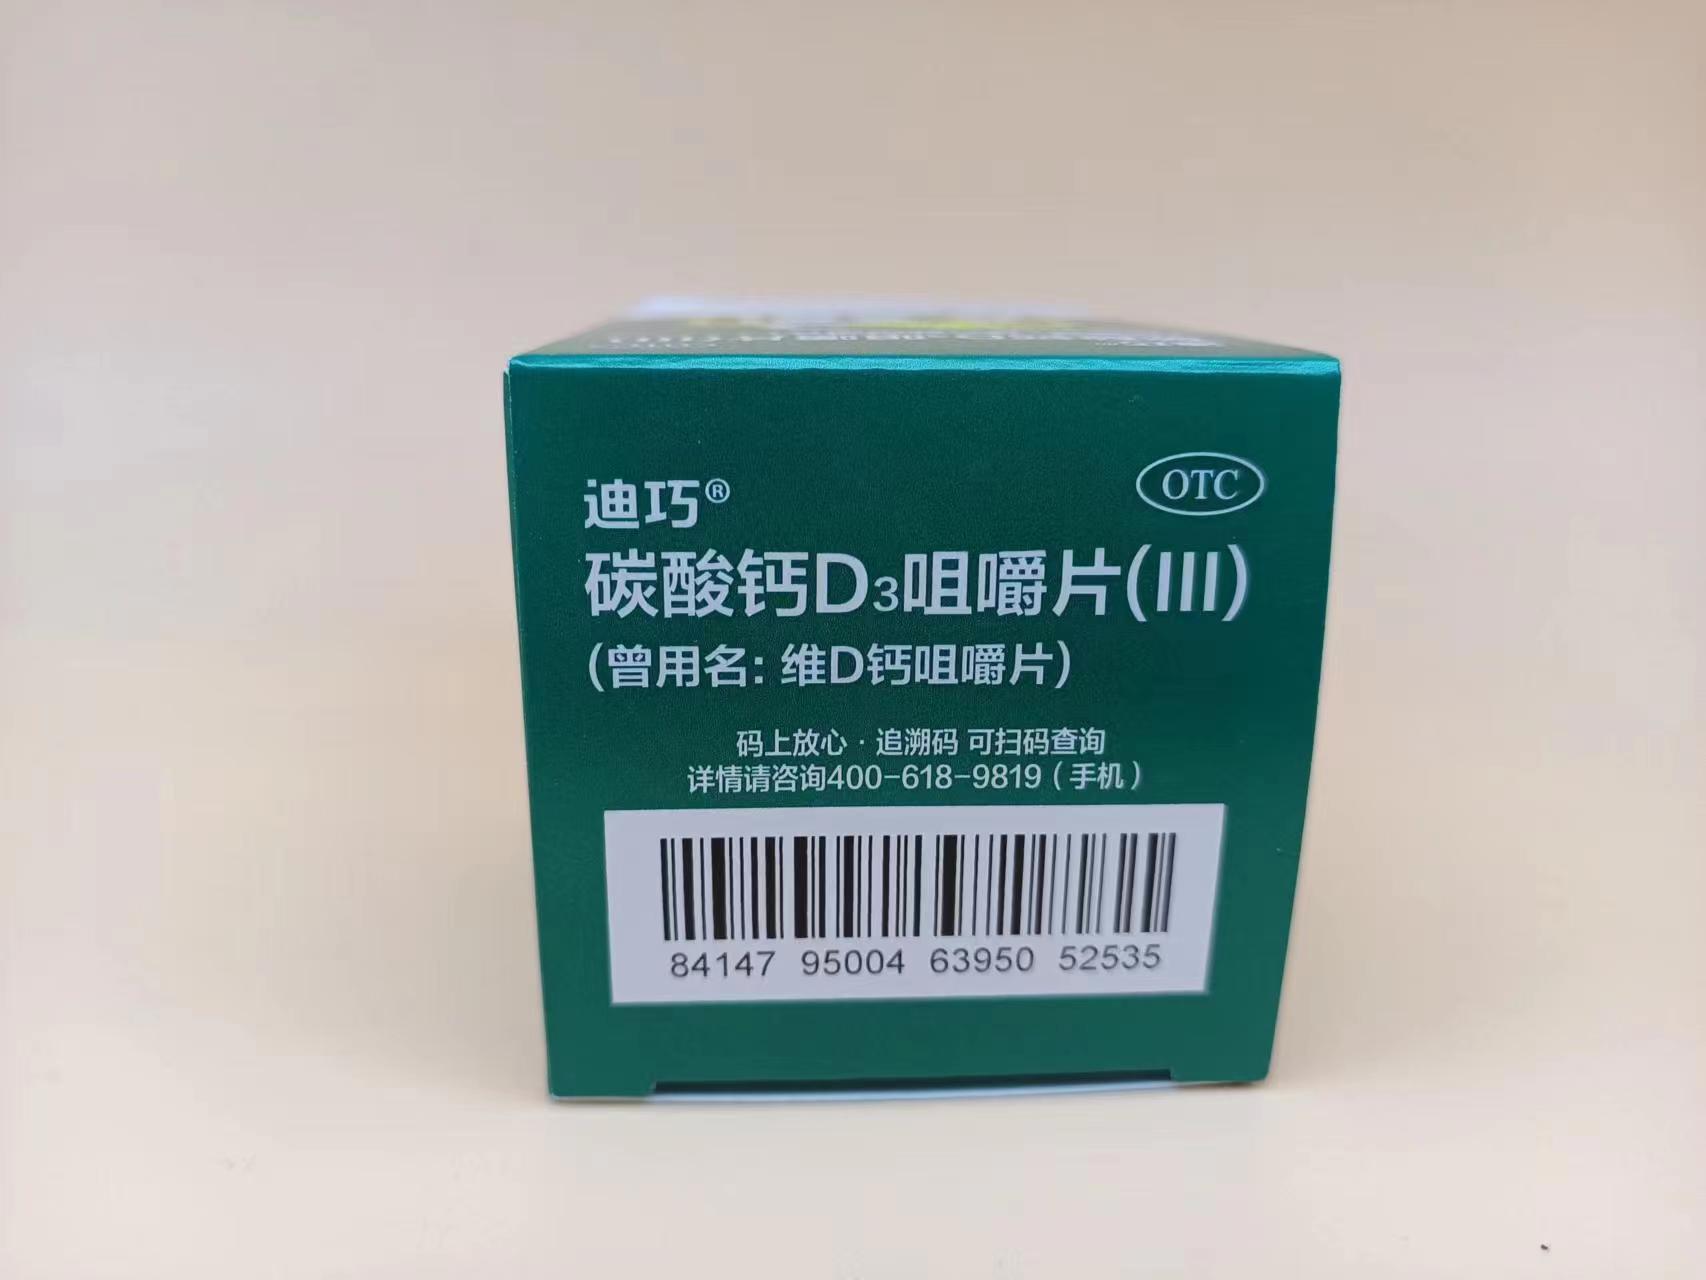 迪巧®
OTC
碳酸钙D₃咀嚼片(III)
(曾用名: 维D钙咀嚼片)
码上放心·追溯码 可扫码查询
详情请咨询400-618-9819(手机)
84147 95004 63950 52535